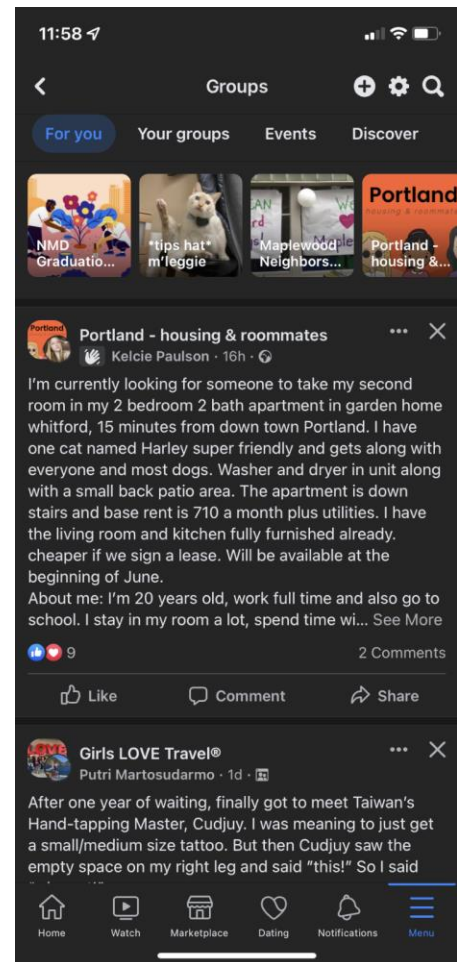 11:58
Groups
For you Your groups Events Discover
NMD
Graduatio...
*tips hat*
m'leggie
Maplewood
Neighbors...
Portland
housing & roommates
Portland -
housing &...
Portland - housing & roommates
Kelcie Paulson · 16h ·
I'm currently looking for someone to take my second
room in my 2 bedroom 2 bath apartment in garden home
whitford, 15 minutes from down town Portland. I have
one cat named Harley super friendly and gets along with
everyone and most dogs. Washer and dryer in unit along
with a small back patio area. The apartment is down
stairs and base rent is 710 a month plus utilities. I have
the living room and kitchen fully furnished already.
cheaper if we sign a lease. Will be available at the
beginning of June.
About me: I'm 20 years old, work full time and also go to
school. I stay in my room a lot, spend time wi... See More
9
2 Comments
Like Comment Share
Girls LOVE Travel®
Putri Martosudarmo · 1d ·
After one year of waiting, finally got to meet Taiwan's
Hand-tapping Master, Cudjuy. I was meaning to just get
a small/medium size tattoo. But then Cudjuy saw the
empty space on my right leg and said "this!" So I said
Home Watch Marketplace Dating Notifications Menu